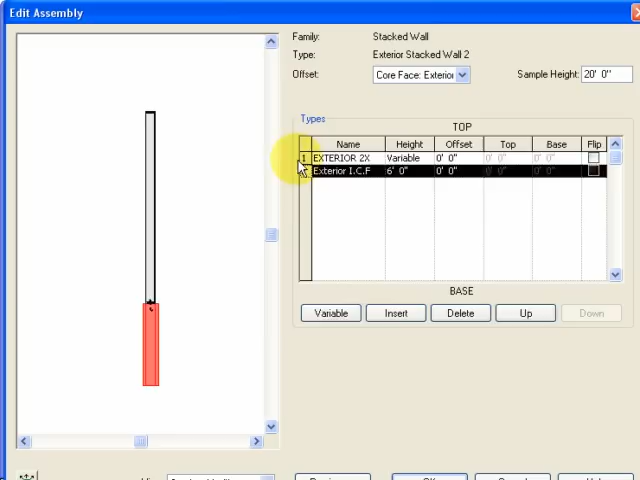 Edit Assembly
Family: Stacked Wall
Type: Exterior Stacked Wall 2
Offset: Core Face: Exterior Sample Height: 20' 0"
Types
TOP
Name Height Offset Top Base Flip
1 EXTERIOR 2X Variable 0' 0" 0' 0" 0' 0"
Exterior I.C.F 6' 0" 0' 0" 0' 0" 0' 0"
BASE
Variable Insert Delete Up Down